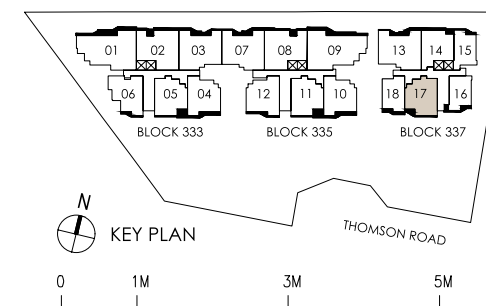 01 02 03 07 08 09 13 14 15
06 05 04 12 11 10 18 17 16
BLOCK 333 BLOCK 335 BLOCK 337
THOMSON ROAD
N
KEY PLAN
0 1M 3M 5M